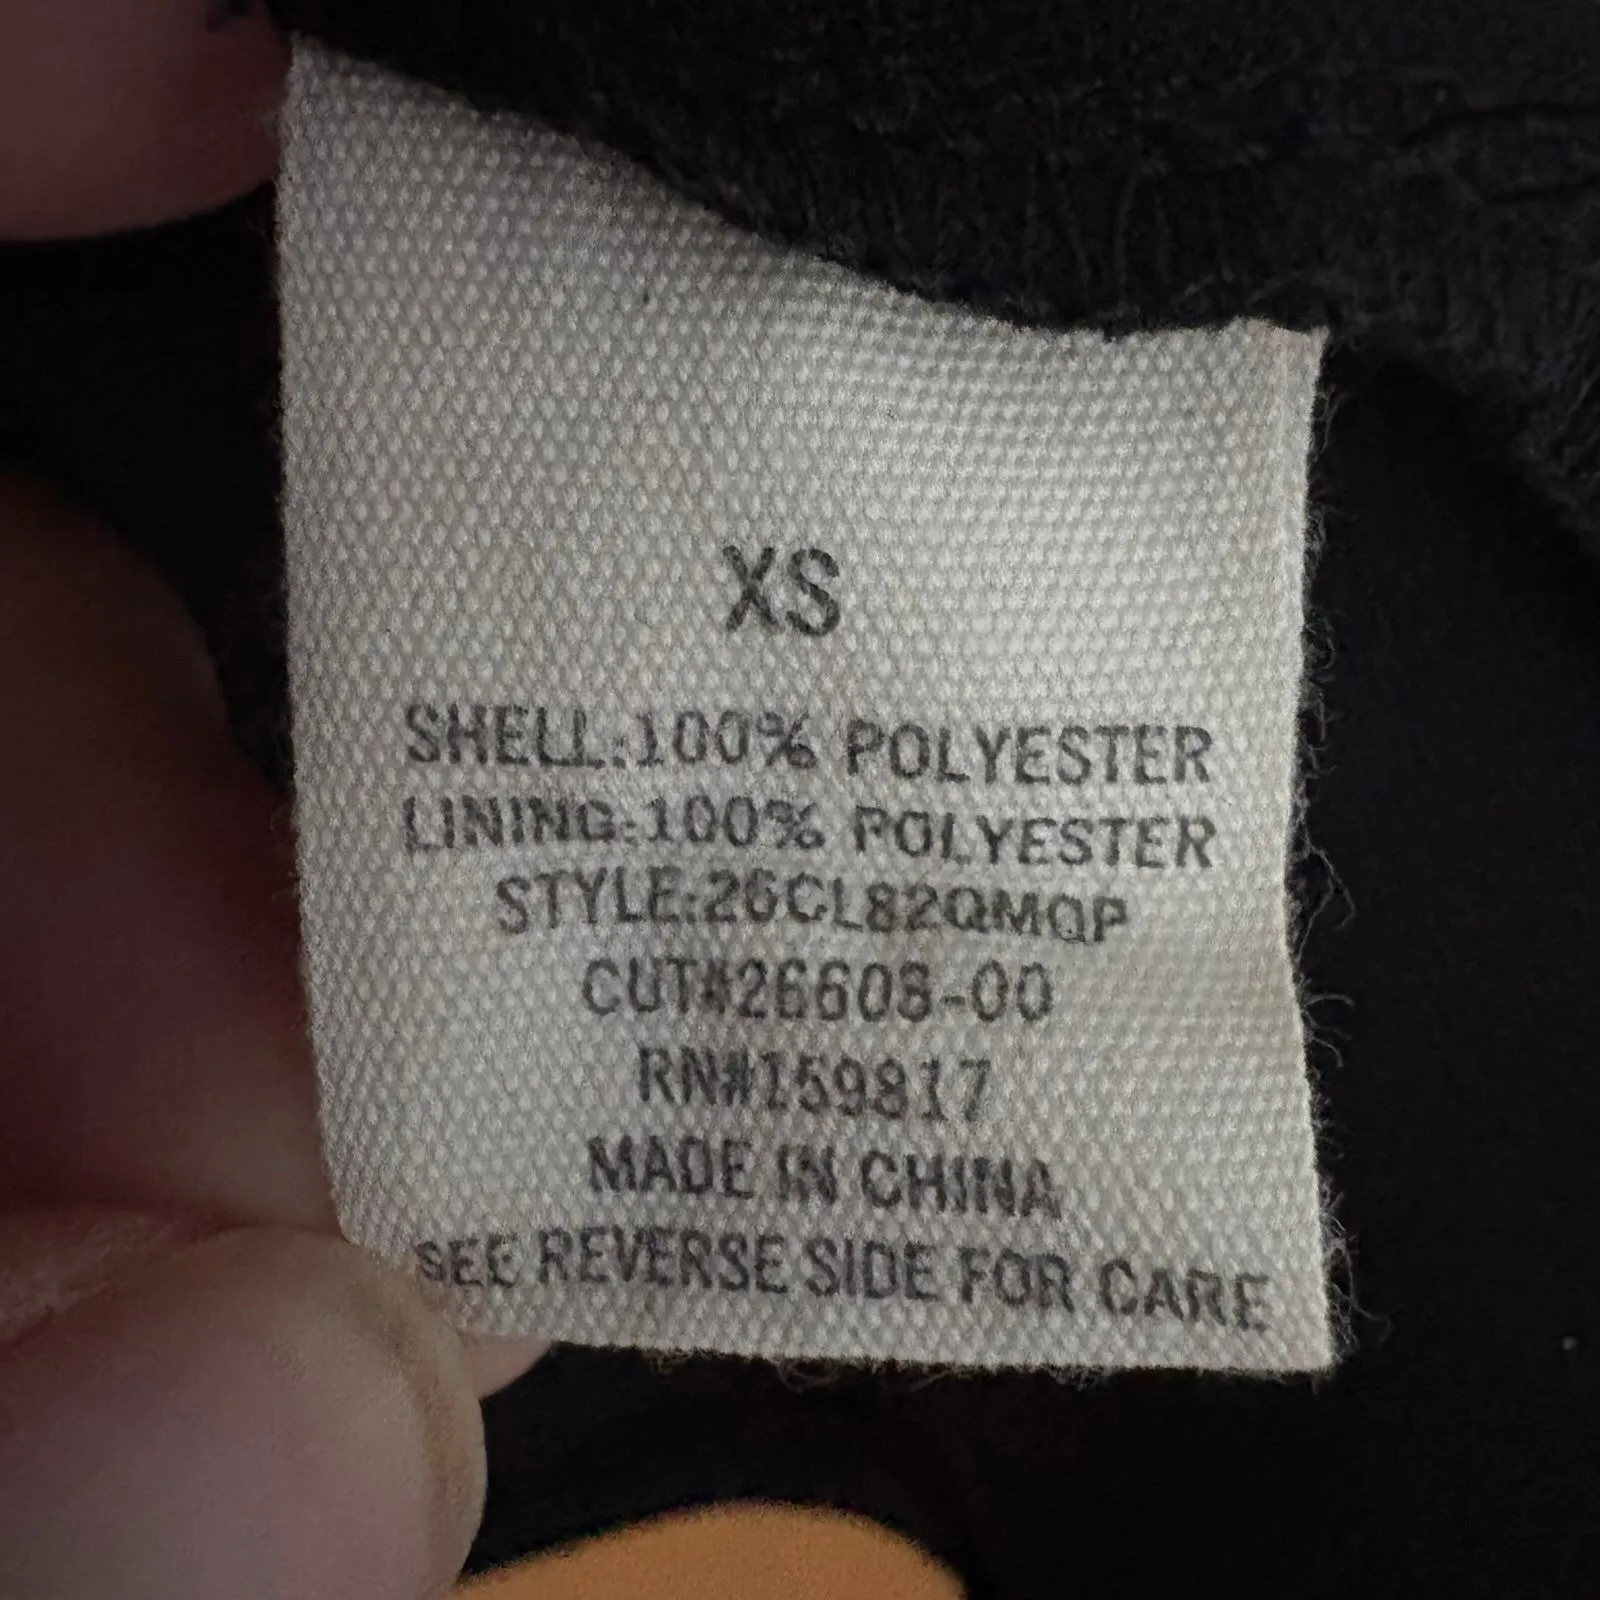 XS
SHELL:100% POLYESTER
LINING:100% POLYESTER
STYLE:26CL82QMQP
CUT#26608-00
RN#159817
MADE IN CHINA
SEE REVERSE SIDE FOR CARE